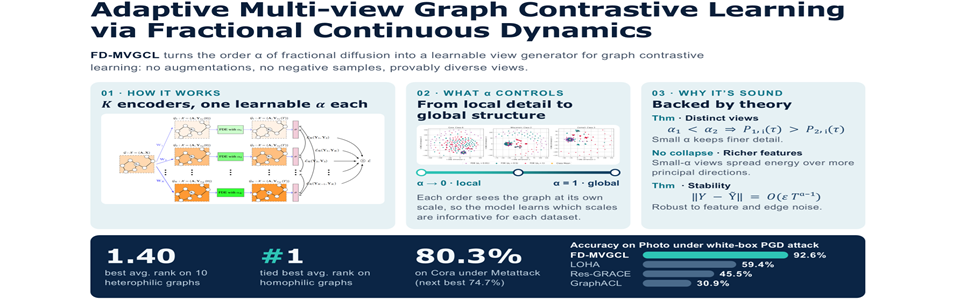 Adaptive Multi-view Graph Contrastive Learning
via Fractional Continuous Dynamics
FD-MVGCL turns the order α of fractional diffusion into a learnable view generator for graph contrastive
learning: no augmentations, no negative samples, provably diverse views.
01 · HOW IT WORKS
K encoders, one learnable α each
02 · WHAT α CONTROLS
From local detail to
global structure
α → 0 · local
α = 1 · global
Each order sees the graph at its own
scale, so the model learns which scales
are informative for each dataset.
03 · WHY IT'S SOUND
Backed by theory
Thm · Distinct views
α₁ < α₂ ⇒ P₁,ₗ(τ) > P₂,ₗ(τ)
Small α keeps finer detail.
No collapse · Richer features
Small-α views spread energy over more
principal directions.
Thm · Stability
‖Y − Ỹ‖ = O(ε Tᵅ⁻¹)
Robust to feature and edge noise.
1.40
best avg. rank on 10
heterophilic graphs
#1
tied best avg. rank on
homophilic graphs
80.3%
on Cora under Metattack
(next best 74.7%)
Accuracy on Photo under white-box PGD attack
FD-MVGCL 92.6%
LOHA 59.4%
Res-GRACE 45.5%
GraphACL 30.9%